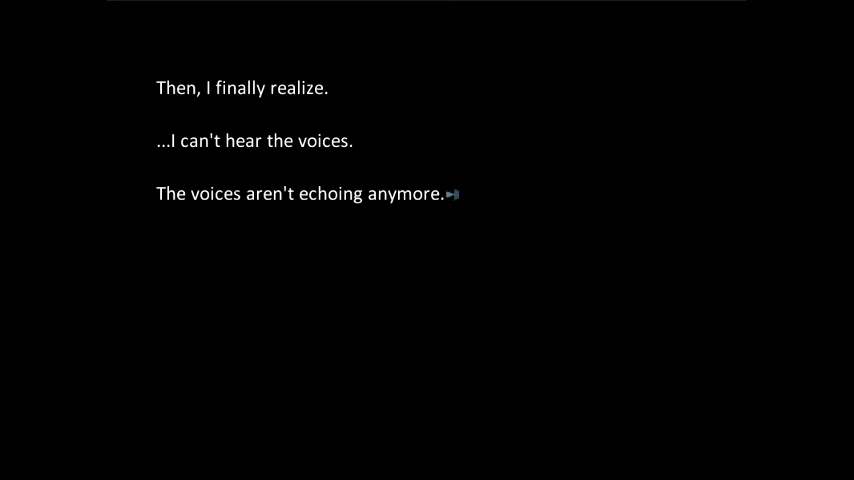 Then, I finally realize.
...I can't hear the voices.
The voices aren't echoing anymore.